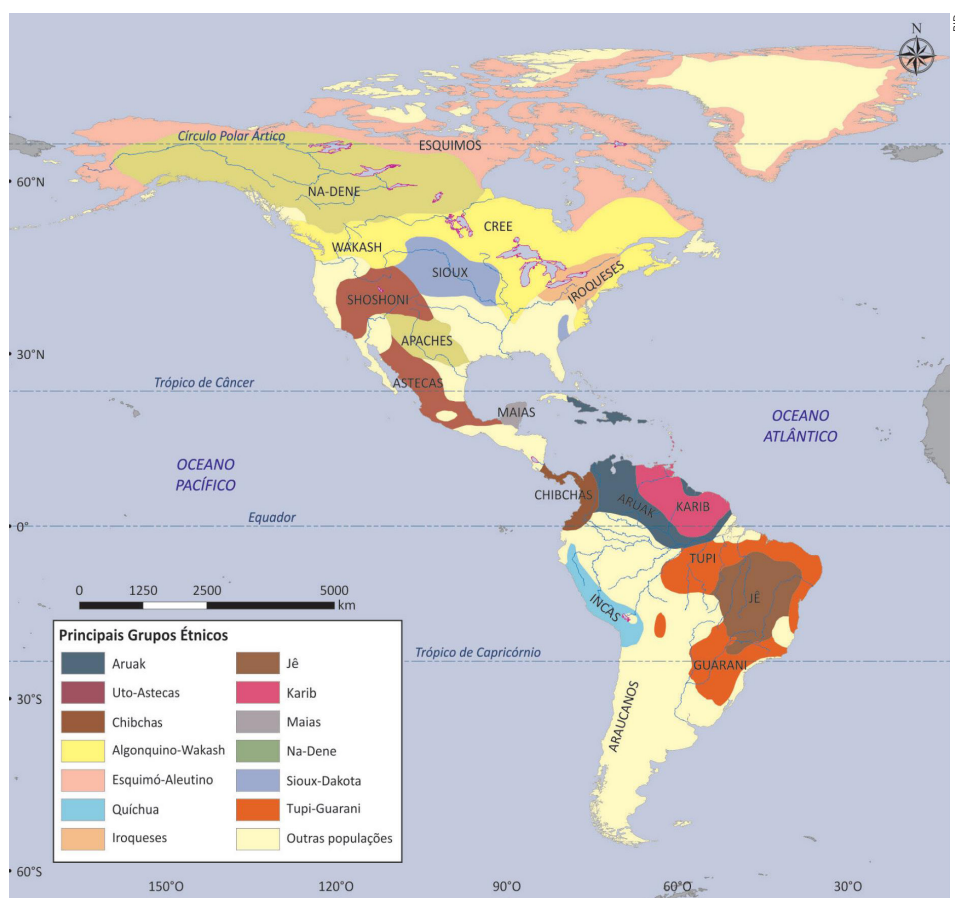 N
Círculo Polar Ártico
ESQUIMOS
60°N
NA-DENE
CREE
WAKASH
SIOUX
IROQUESES
SHOSHONI
APACHES
30°N
ASTECAS
Trópico de Câncer
MAIAS
OCEANO
ATLÂNTICO
OCEANO
PACÍFICO
CHIBCHAS
ARUAK
KARIB
Equador
0°
TUPI
JÊ
INCAS
0 1250 2500 5000
km
Trópico de Capricórnio
GUARANI
30°S
ARAUCANOS
Principais Grupos Étnicos
Aruak
Jê
Uto-Astecas
Karib
Chibchas
Maias
Algonquino-Wakash
Na-Dene
Esquimó-Aleutino
Sioux-Dakota
Quíchua
Tupi-Guarani
Iroqueses
Outras populações
60°S
150°O 120°O 90°O 60°O 30°O